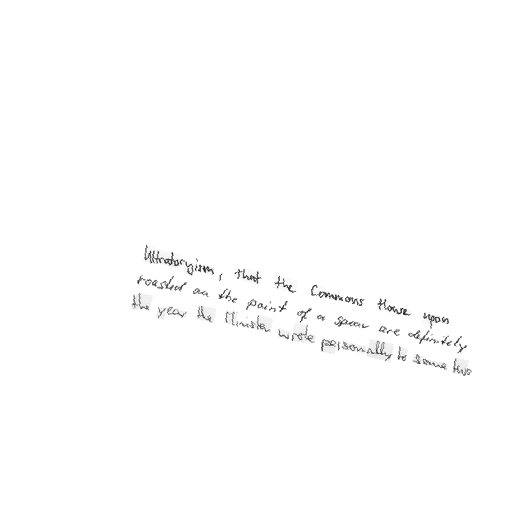 Ultratoryism, that the Commons House upon
roasted on the point of a spear are definitely
the year the Minister wrote personally to some two